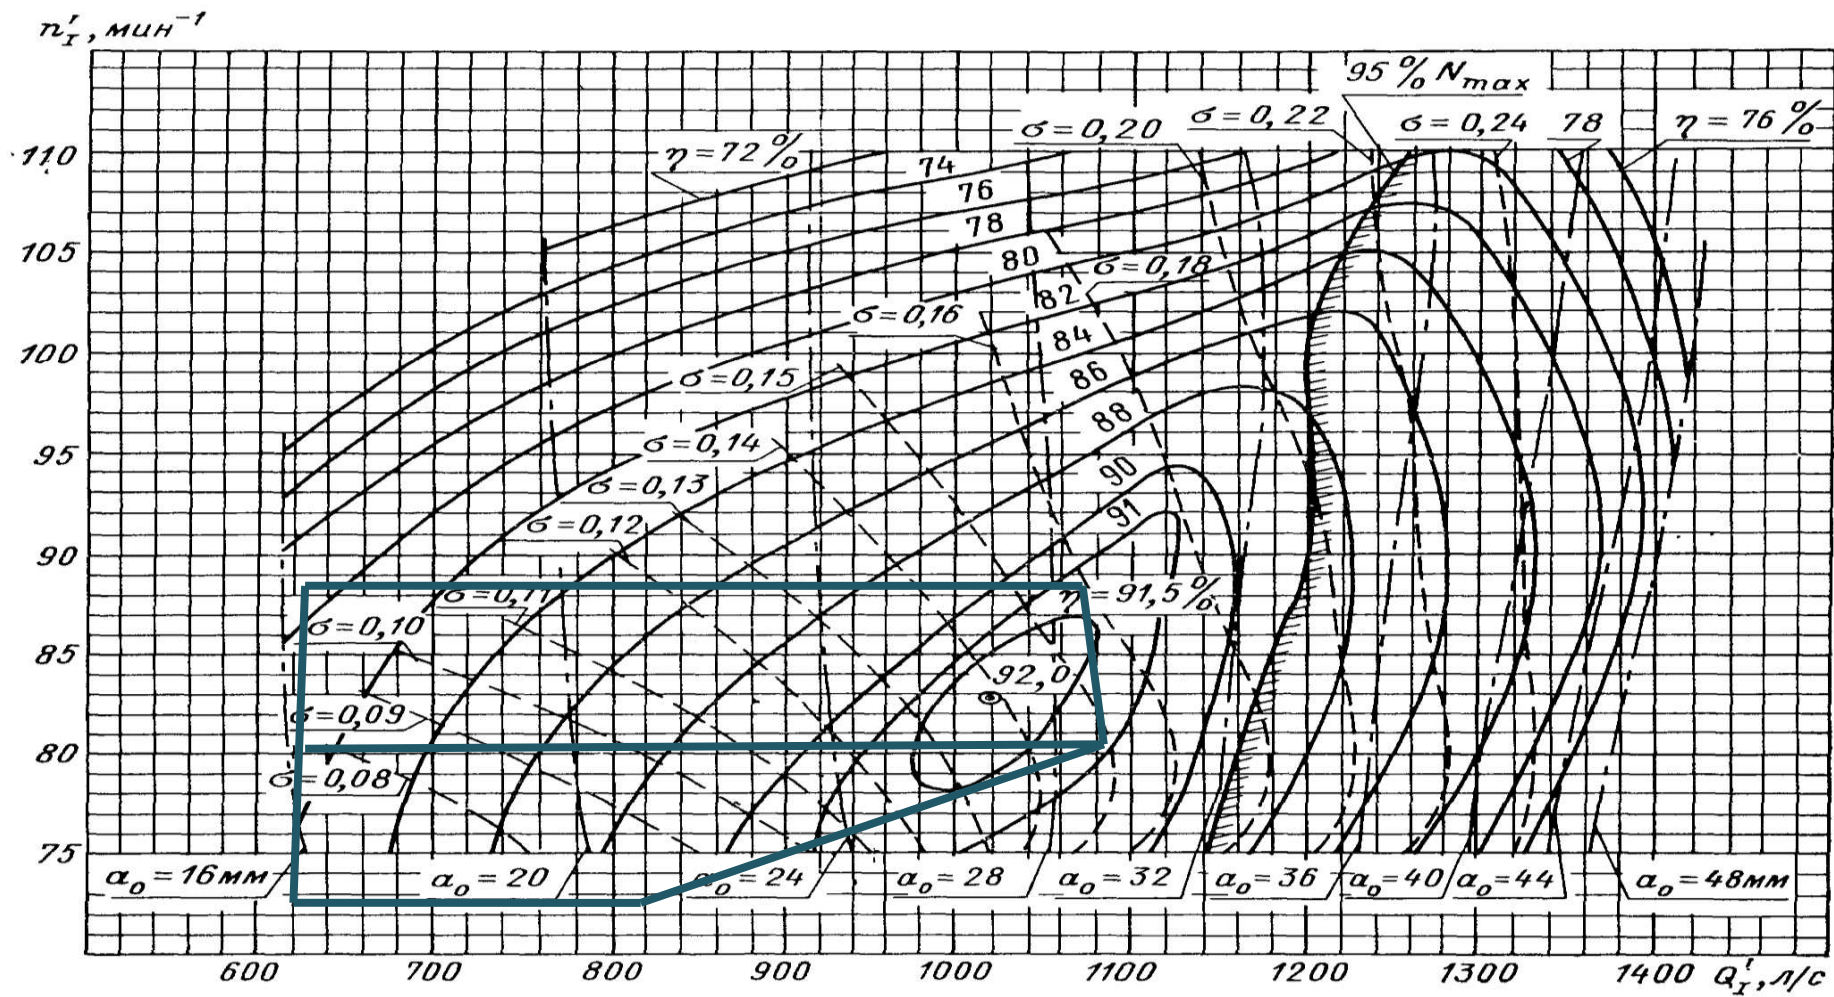 n'I, мин⁻¹
95 % Nmax
σ=0,20
σ=0,22
σ=0,24
78
η=76 %
110
η=72 %
74
76
78
105
80
σ=0,18
82
σ=0,16
84
100
σ=0,15
86
88
σ=0,14
95
90
σ=0,13
91
σ=0,12
90
σ=0,11
η=91,5 %
σ=0,10
85
92,0
σ=0,09
80
σ=0,08
75
a₀=16мм
a₀=20
a₀=24
a₀=28
a₀=32
a₀=36
a₀=40
a₀=44
a₀=48мм
600 700 800 900 1000 1100 1200 1300 1400 Q'I, л/с